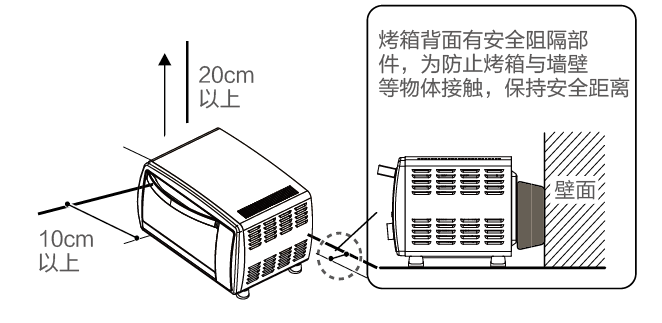 烤箱背面有安全阻隔部
件，为防止烤箱与墙壁
等物体接触，保持安全距离
20cm
以上
壁面
10cm
以上